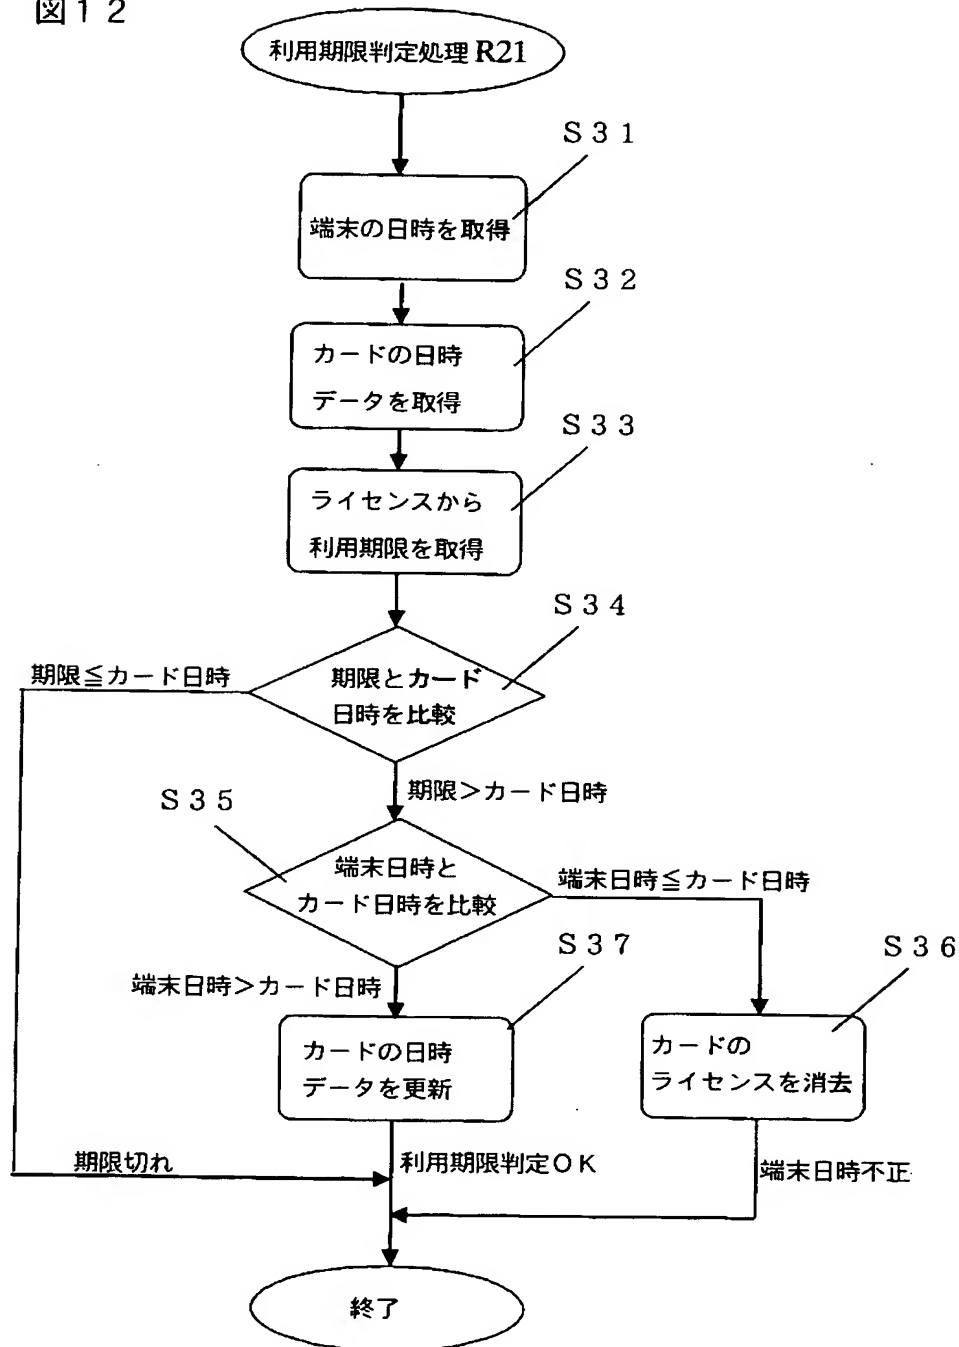 図１２
利用期限判定処理 R21
Ｓ３１
端末の日時を取得
Ｓ３２
カードの日時
データを取得
Ｓ３３
ライセンスから
利用期限を取得
Ｓ３４
期限≦カード日時
期限とカード
日時を比較
期限＞カード日時
Ｓ３５
端末日時と
カード日時を比較
端末日時≦カード日時
Ｓ３７
Ｓ３６
端末日時＞カード日時
カードの日時
データを更新
カードの
ライセンスを消去
期限切れ
利用期限判定ＯＫ
端末日時不正
終了